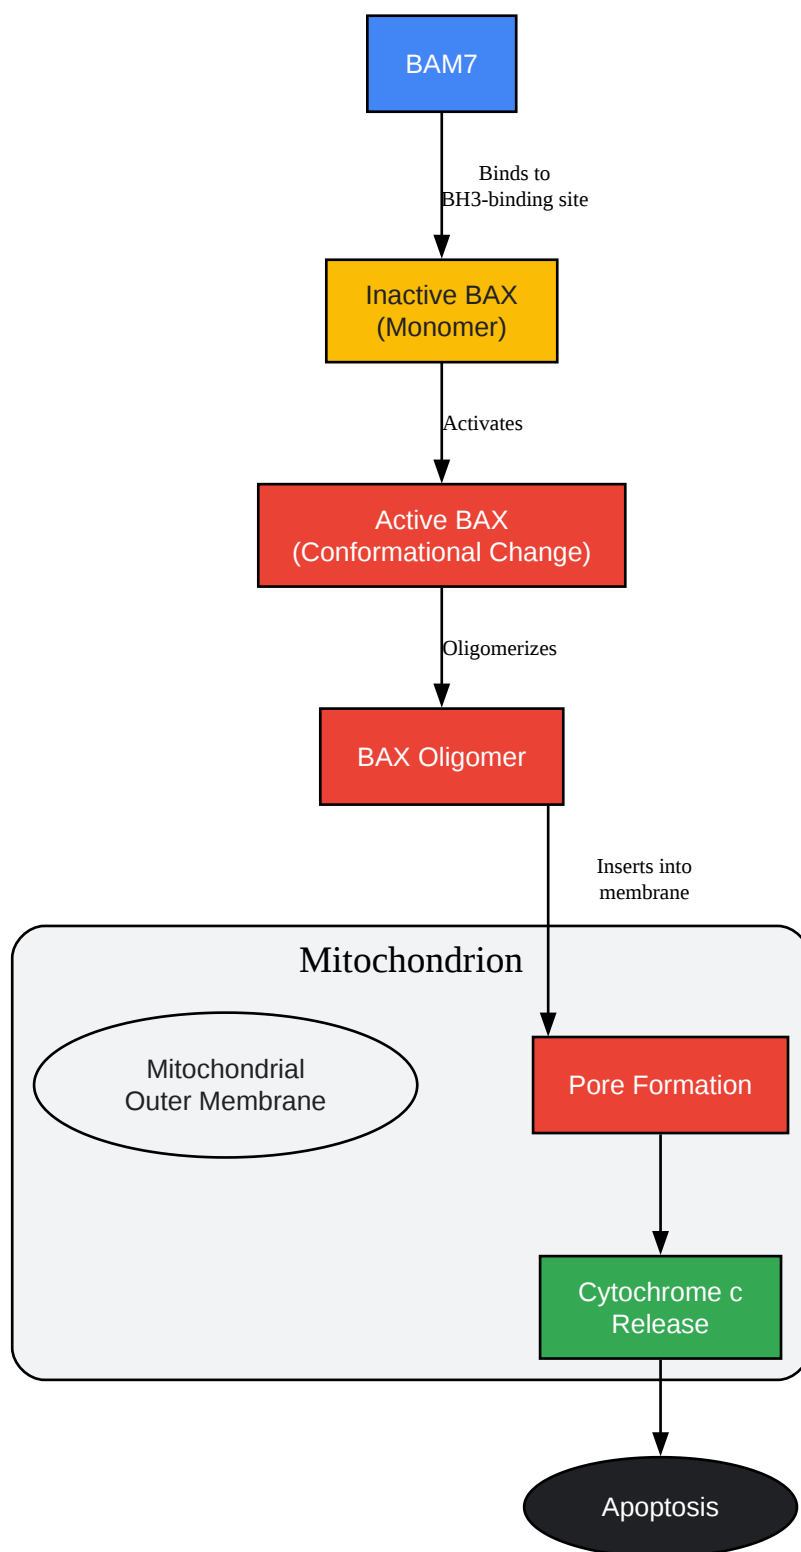 BAM7
Binds to
BH3-binding site
Inactive BAX
(Monomer)
Activates
Active BAX
(Conformational Change)
Oligomerizes
BAX Oligomer
Inserts into
membrane
Mitochondrion
Mitochondrial
Outer Membrane
Pore Formation
Cytochrome c
Release
Apoptosis